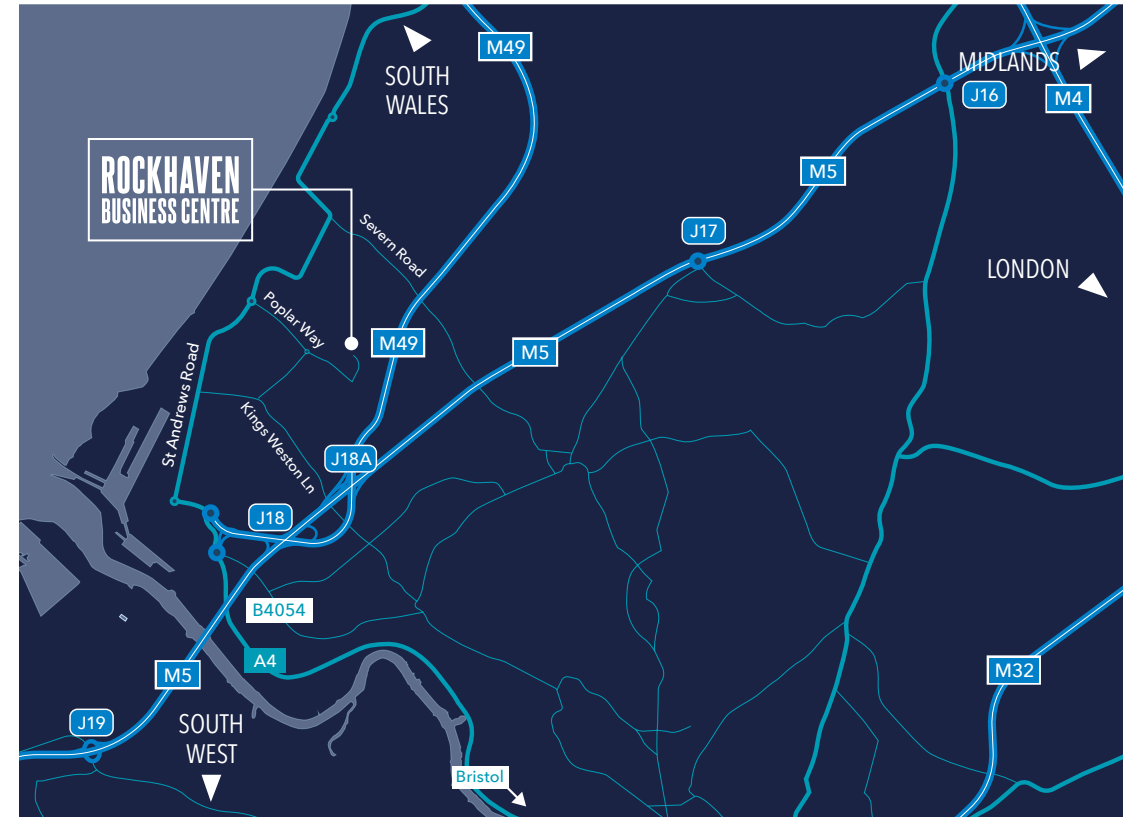 M49
MIDLANDS
SOUTH
WALES
J16
M4
ROCKHAVEN
BUSINESS CENTRE
M5
Severn Road
J17
LONDON
Poplar Way
M49
M5
St Andrews Road
Kings Weston Ln
J18A
J18
B4054
A4
M5
M32
J19
SOUTH
WEST
Bristol